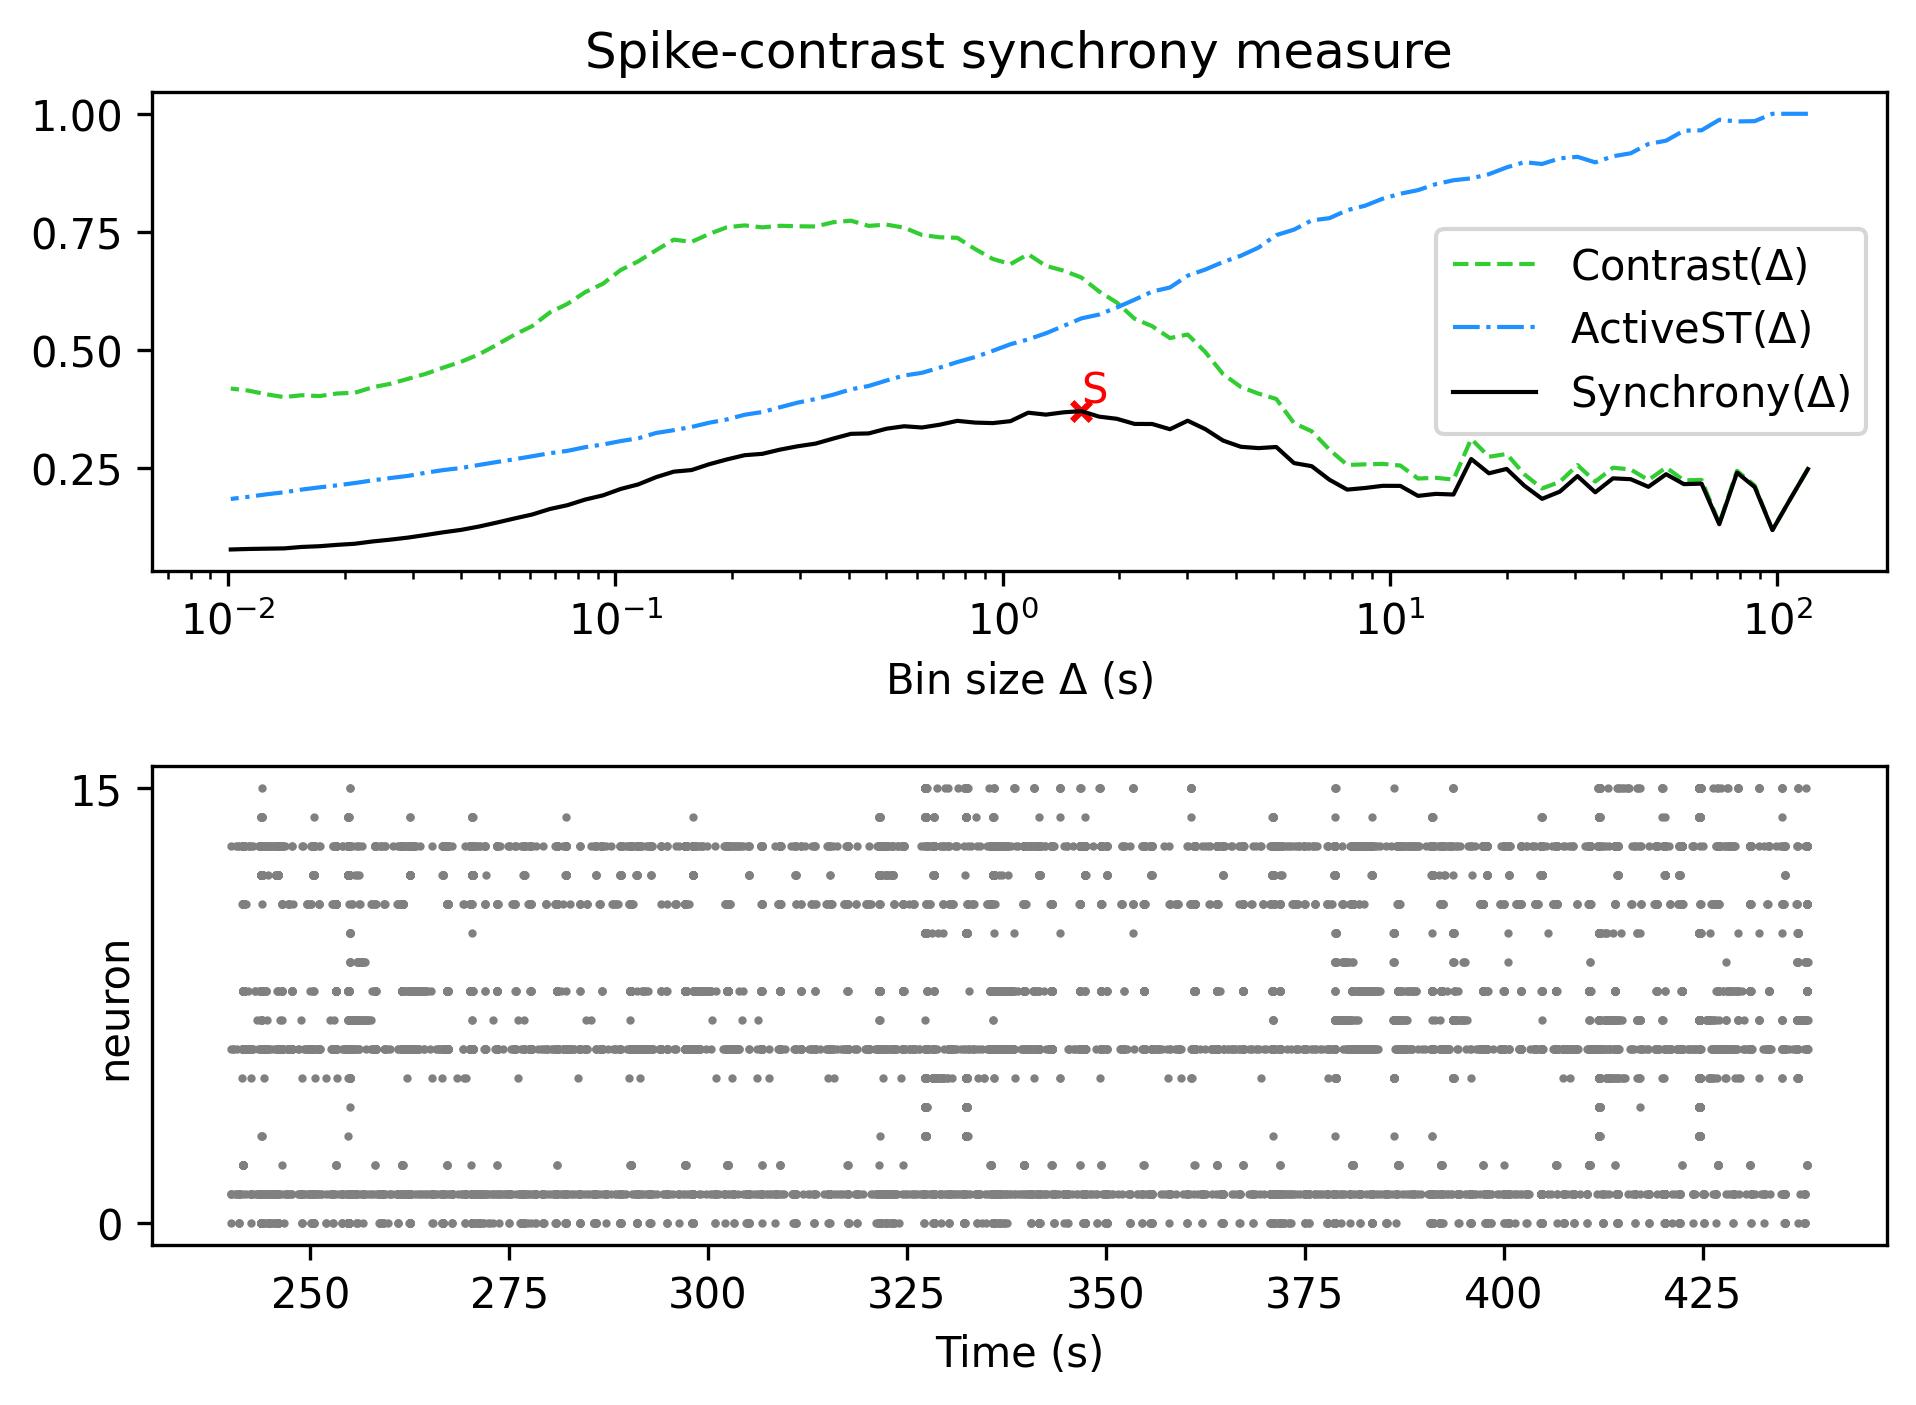 Spike-contrast synchrony measure
1.00
0.75
0.50
0.25
Contrast(Δ)
ActiveST(Δ)
Synchrony(Δ)
S
10⁻² 10⁻¹ 10⁰ 10¹ 10²
Bin size Δ (s)
15
0
neuron
250 275 300 325 350 375 400 425
Time (s)